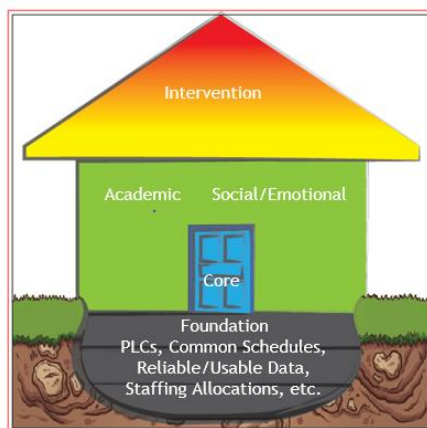 Intervention
Academic Social/Emotional
Core
Foundation
PLCs, Common Schedules,
Reliable/Usable Data,
Staffing Allocations, etc.